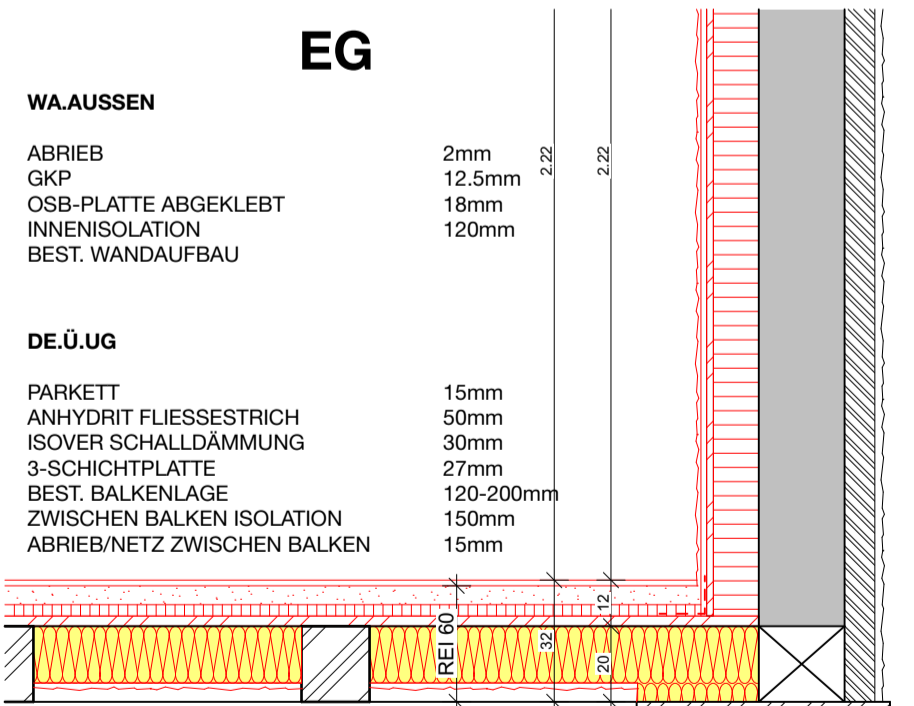 EG
WA.AUSSEN
ABRIEB 2mm
GKP 12.5mm
OSB-PLATTE ABGEKLEBT 18mm
INNENISOLATION 120mm
BEST. WANDAUFBAU
DE.Ü.UG
PARKETT 15mm
ANHYDRIT FLIESSESTRICH 50mm
ISOVER SCHALLDÄMMUNG 30mm
3-SCHICHTPLATTE 27mm
BEST. BALKENLAGE 120-200mm
ZWISCHEN BALKEN ISOLATION 150mm
ABRIEB/NETZ ZWISCHEN BALKEN 15mm
2.22
2.22
REI 60
32
12
20